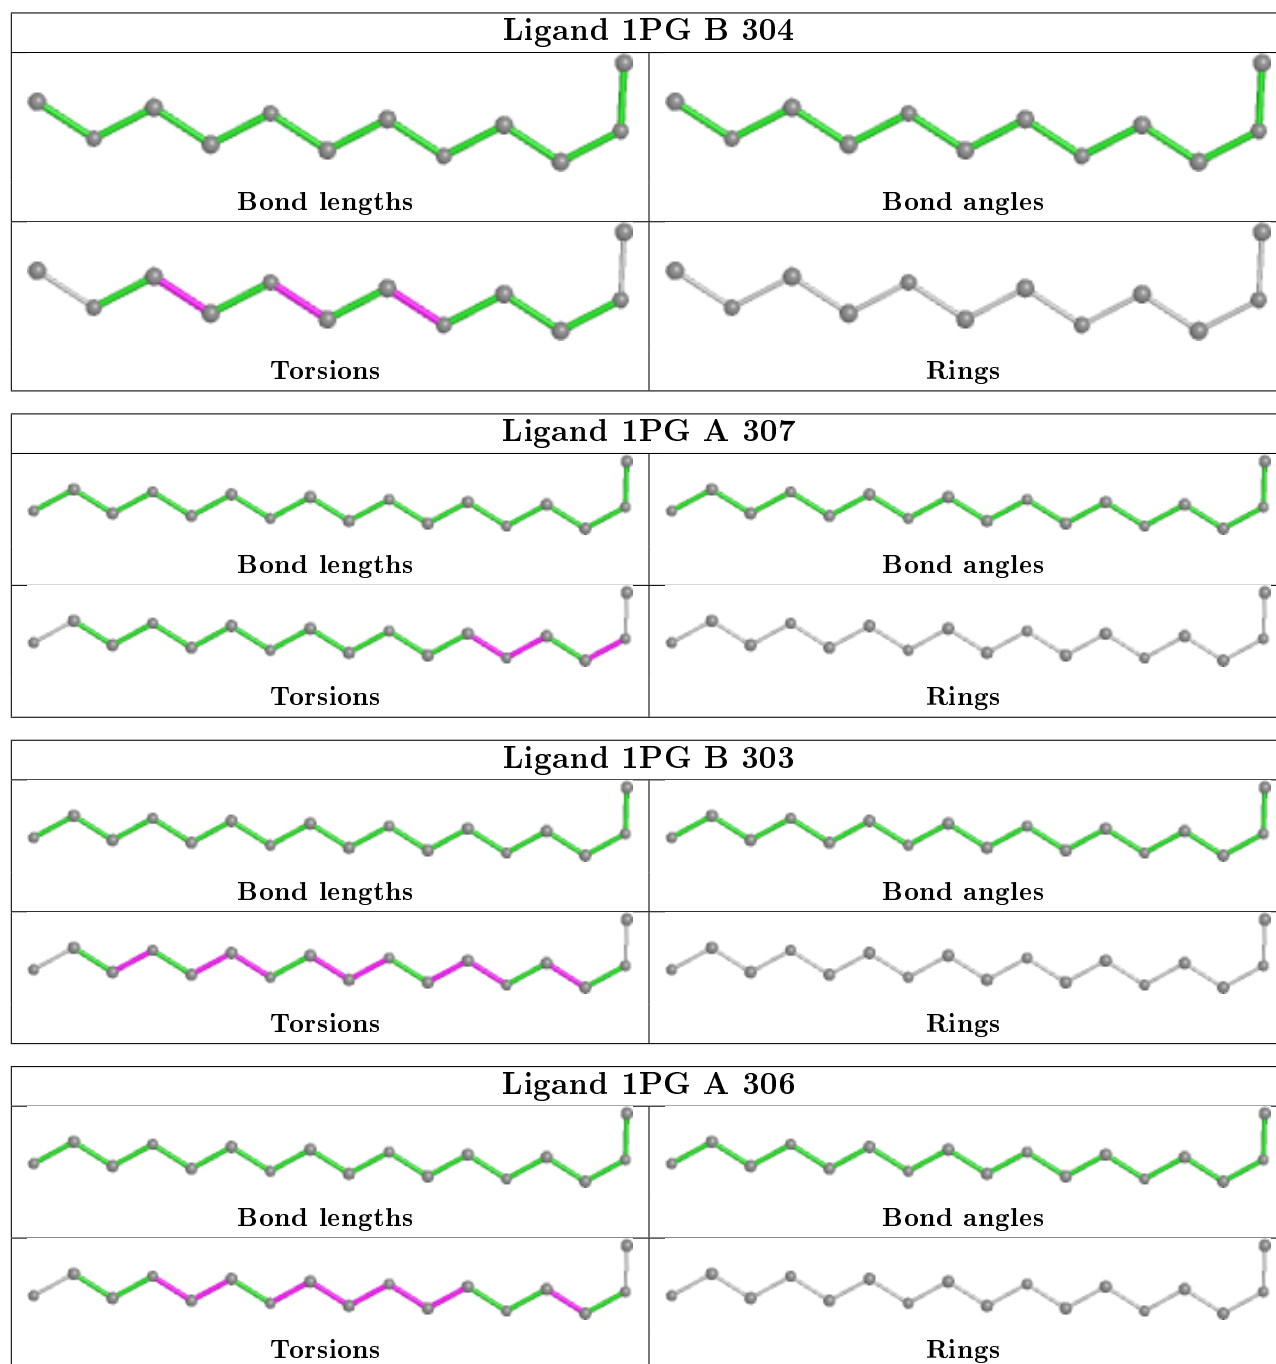 Ligand 1PG B 304
Bond lengths Bond angles
Torsions Rings
Ligand 1PG A 307
Bond lengths Bond angles
Torsions Rings
Ligand 1PG B 303
Bond lengths Bond angles
Torsions Rings
Ligand 1PG A 306
Bond lengths Bond angles
Torsions Rings